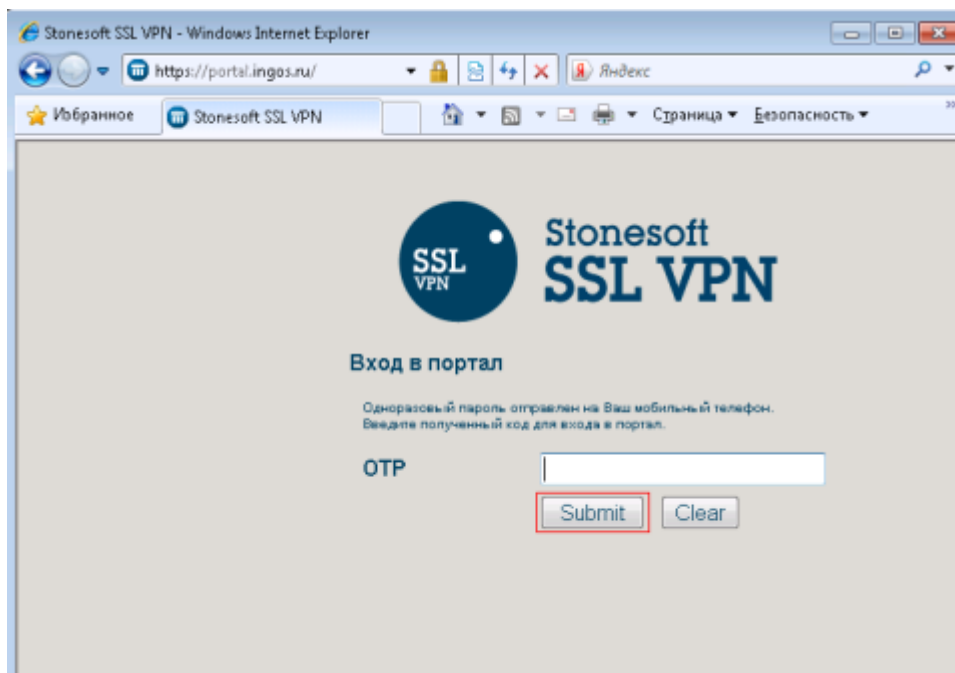 Stonesoft SSL VPN - Windows Internet Explorer
https://portal.ingos.ru/
Яндекс
Избранное
Stonesoft SSL VPN
Страница
Безопасность
SSL
VPN
Stonesoft
SSL VPN
Вход в портал
Одноразовый пароль отправлен на Ваш мобильный телефон.
Введите полученный код для входа в портал.
OTP
Submit
Clear